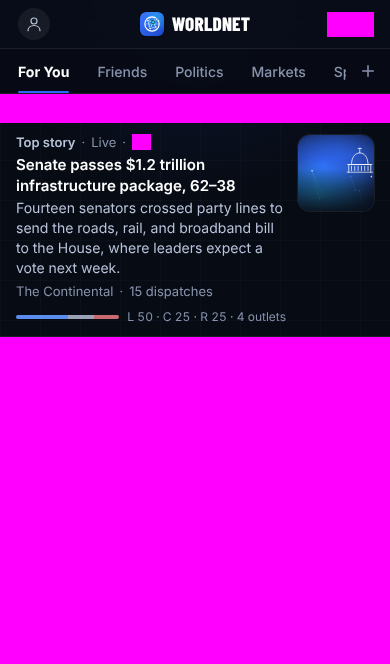 WORLDNET
For You Friends Politics Markets Sp
Top story · Live ·
Senate passes $1.2 trillion
infrastructure package, 62–38
Fourteen senators crossed party lines to
send the roads, rail, and broadband bill
to the House, where leaders expect a
vote next week.
The Continental · 15 dispatches
L 50 · C 25 · R 25 · 4 outlets